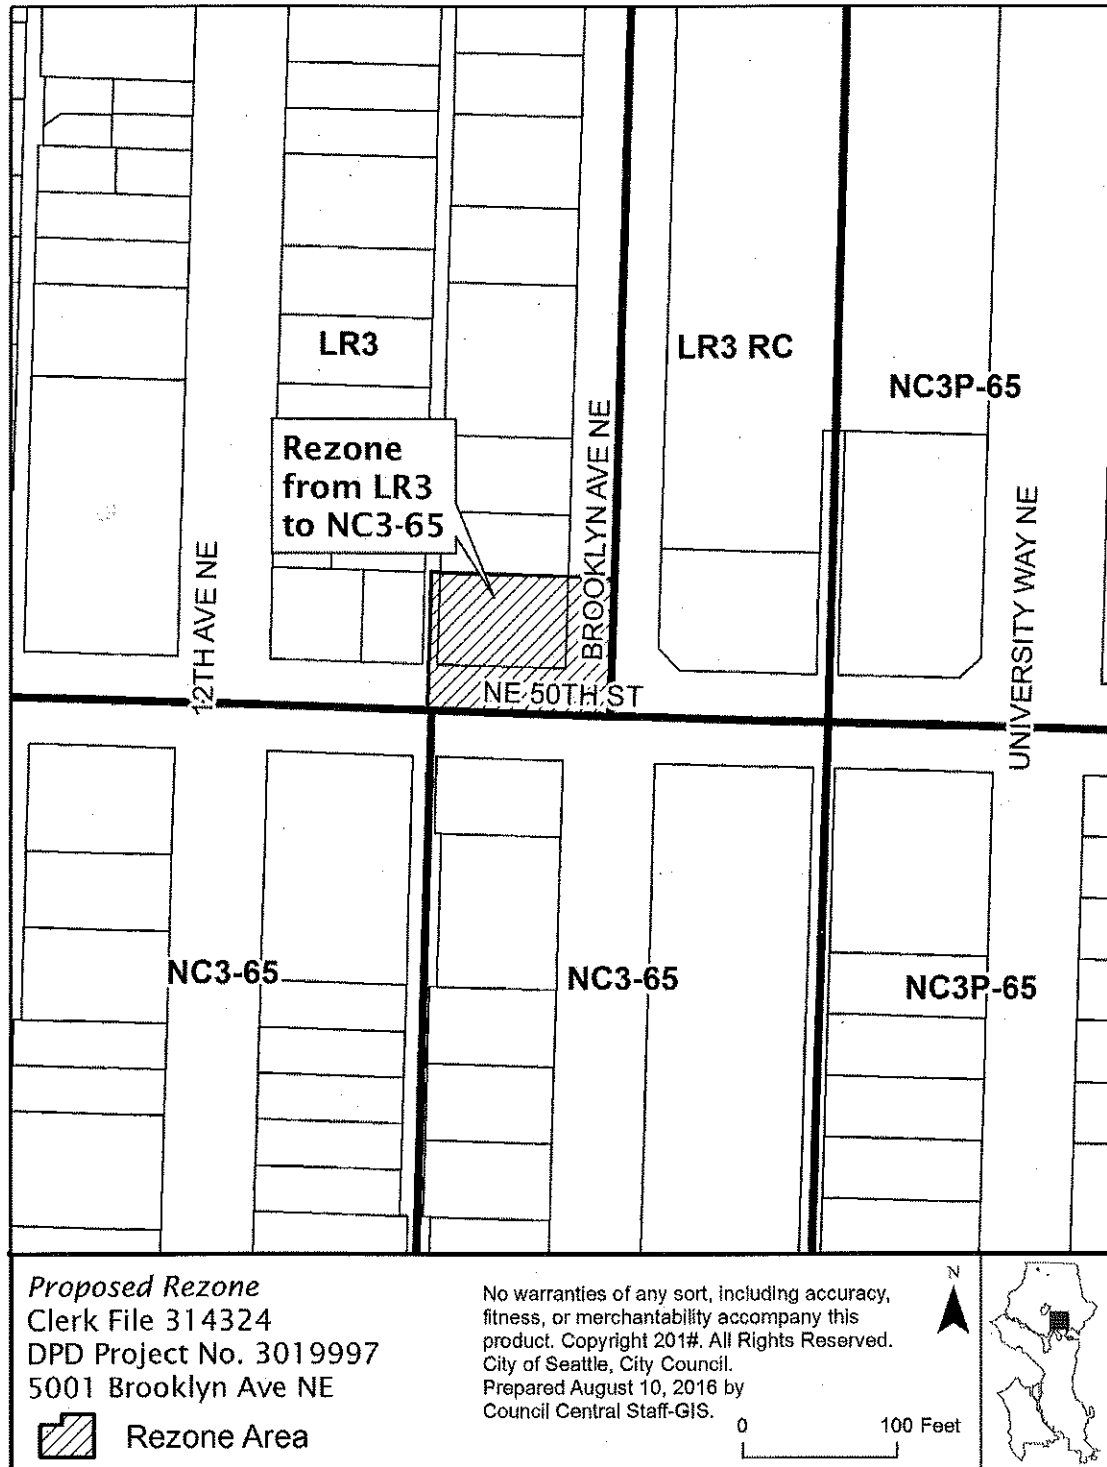 LR3
LR3 RC
NC3P-65
Rezone
from LR3
to NC3-65
BROOKLYN AVE NE
12TH AVE NE
UNIVERSITY WAY NE
NE 50TH ST
NC3-65
NC3-65
NC3P-65
Proposed Rezone
Clerk File 314324
DPD Project No. 3019997
5001 Brooklyn Ave NE
Rezone Area
No warranties of any sort, including accuracy,
fitness, or merchantability accompany this
product. Copyright 201#. All Rights Reserved.
City of Seattle, City Council.
Prepared August 10, 2016 by
Council Central Staff-GIS.
0 100 Feet
N